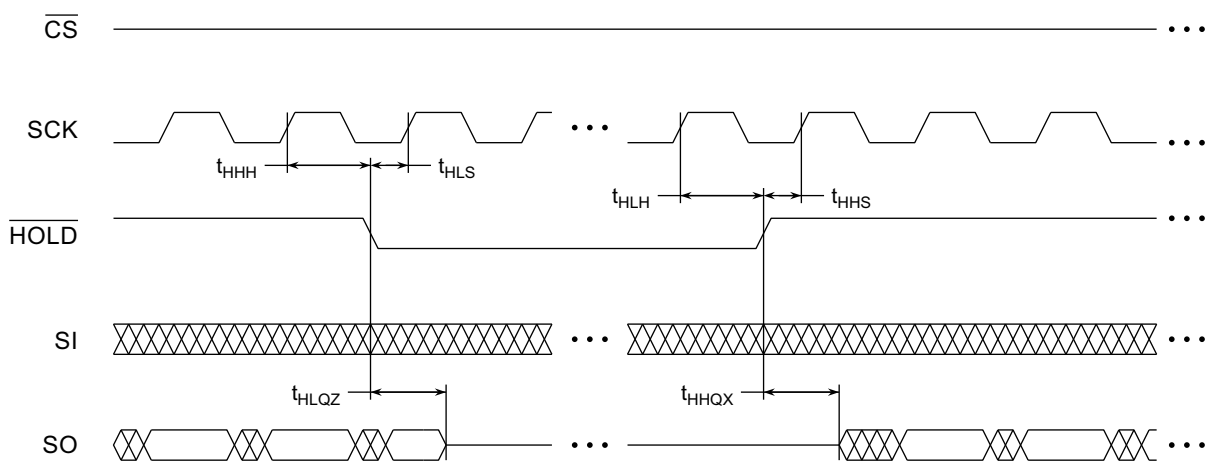 CS
SCK
tHHH
tHLS
tHLH
tHHS
HOLD
SI
tHLQZ
tHHQX
SO